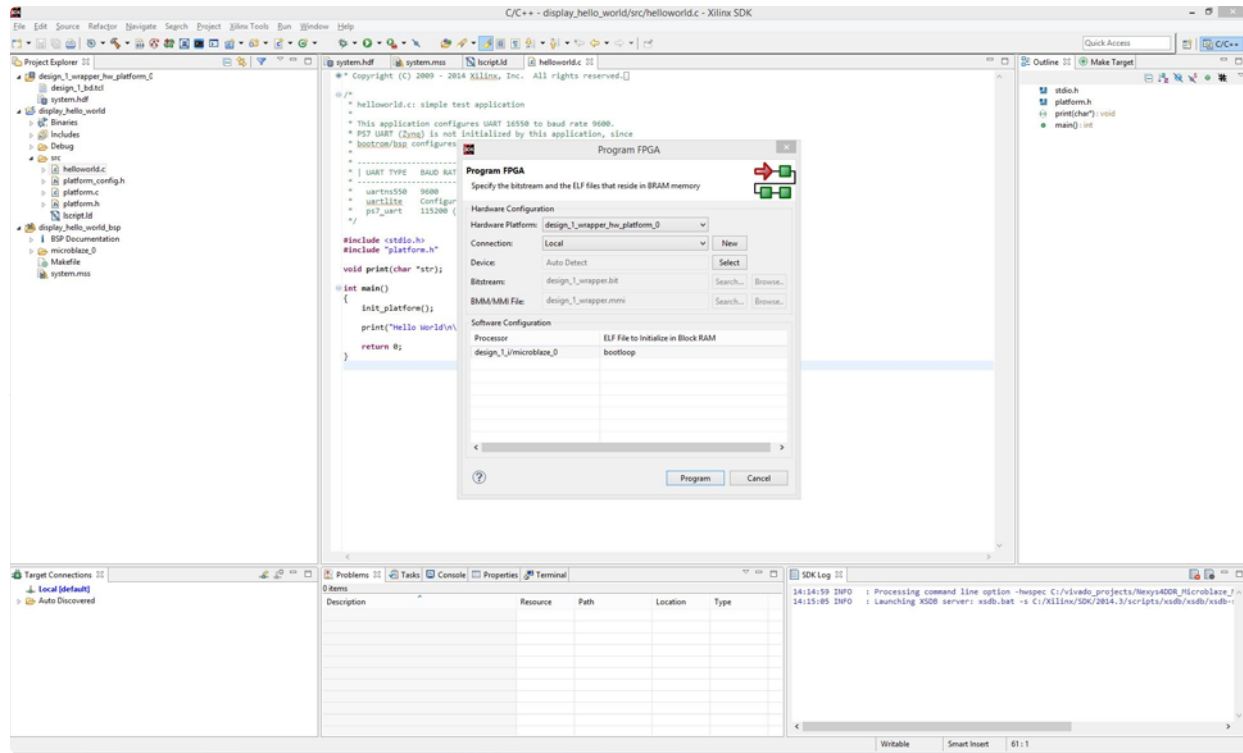 C/C++ - display_hello_world/src/helloworld.c - Xilinx SDK
File Edit Source Refactor Navigate Search Project Xilinx Tools Run Window Help
Quick Access
C/C++
Project Explorer
design_1_wrapper_hw_platform_0
design_1_bd.tcl
system.hdf
display_hello_world
Binaries
Includes
Debug
src
helloworld.c
platform_config.h
platform.c
platform.h
lscript.ld
display_hello_world_bsp
BSP Documentation
microblaze_0
Makefile
system.mss
system.hdf system.mss lscript.ld helloworld.c
* Copyright (C) 2009 - 2014 Xilinx, Inc. All rights reserved.
/*
* helloworld.c: simple test application
*
* This application configures UART 16550 to baud rate 9600.
* PS7 UART (Zynq) is not initialized by this application, since
* bootrom/bsp configures
*
* ------------------
* | UART TYPE BAUD RAT
* ------------------
* uartns550 9600
* uartlite Configur
* ps7_uart 115200 (
*/
#include <stdio.h>
#include "platform.h"
void print(char *str);
int main()
{
init_platform();
print("Hello World\n\
return 0;
}
Program FPGA
Program FPGA
Specify the bitstream and the ELF files that reside in BRAM memory
Hardware Configuration
Hardware Platform: design_1_wrapper_hw_platform_0
Connection: Local New
Device: Auto Detect Select
Bitstream: design_1_wrapper.bit Search... Browse..
BMM/MMI File: design_1_wrapper.mmi Search... Browse..
Software Configuration
Processor ELF File to Initialize in Block RAM
design_1_i/microblaze_0 bootloop
Program Cancel
Outline Make Target
stdio.h
platform.h
print(char*) : void
main() : int
Target Connections
Local [default]
Auto Discovered
Problems Tasks Console Properties Terminal
0 items
Description Resource Path Location Type
SDK Log
14:14:59 INFO : Processing command line option -hwspec C:/vivado_projects/Nexys4DDR_Microblaze_
14:15:05 INFO : Launching XSDB server: xsdb.bat -s C:/Xilinx/SDK/2014.3/scripts/xsdb/xsdb/xsdb-
Writable Smart Insert 61 : 1